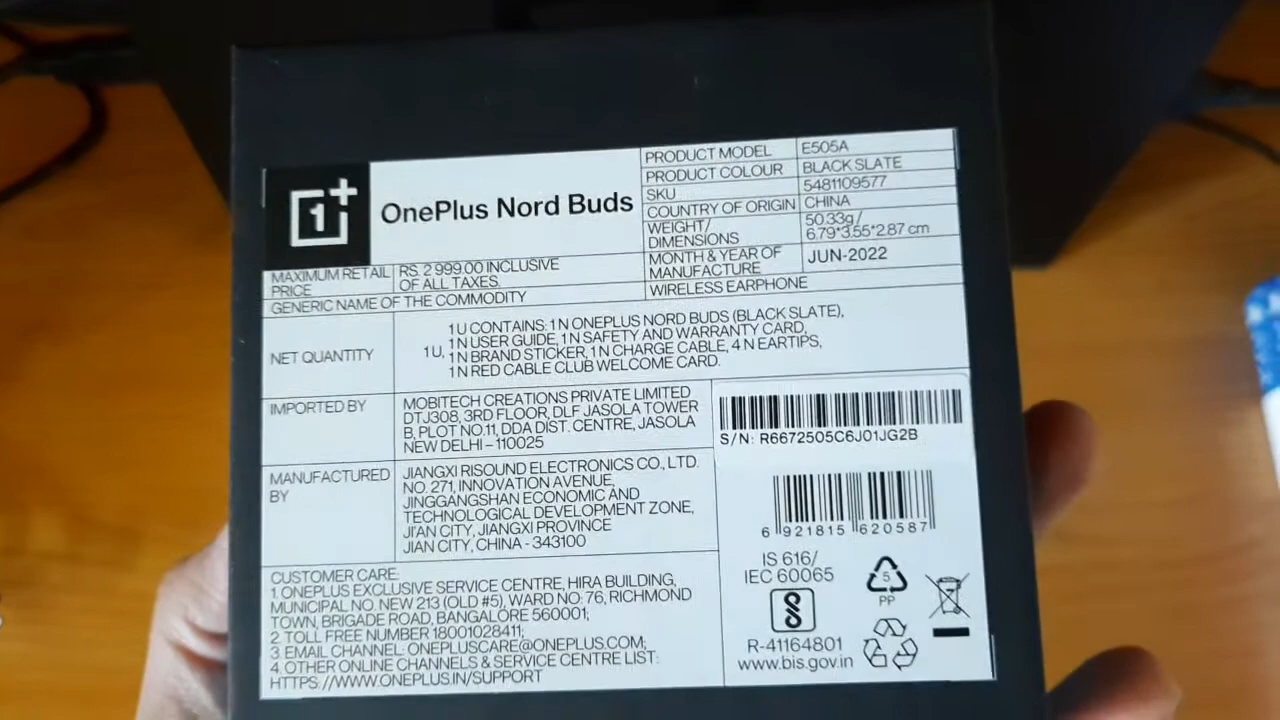 1+
OnePlus Nord Buds
PRODUCT MODEL E505A
PRODUCT COLOUR BLACK SLATE
SKU 5481109577
COUNTRY OF ORIGIN CHINA
WEIGHT/
DIMENSIONS
50.33g/
6.79*3.55*2.87 cm
MONTH & YEAR OF
MANUFACTURE
JUN-2022
MAXIMUM RETAIL
PRICE
RS. 2 999.00 INCLUSIVE
OF ALL TAXES.
GENERIC NAME OF THE COMMODITY WIRELESS EARPHONE
NET QUANTITY
1U,
1U CONTAINS: 1 N ONEPLUS NORD BUDS (BLACK SLATE),
1 N USER GUIDE, 1 N SAFETY AND WARRANTY CARD,
1 N BRAND STICKER, 1 N CHARGE CABLE, 4 N EARTIPS,
1 N RED CABLE CLUB WELCOME CARD.
IMPORTED BY
MOBITECH CREATIONS PRIVATE LIMITED
DTJ308, 3RD FLOOR, DLF JASOLA TOWER
B, PLOT NO.11, DDA DIST. CENTRE, JASOLA
NEW DELHI – 110025
MANUFACTURED
BY
JIANGXI RISOUND ELECTRONICS CO., LTD.
NO. 271, INNOVATION AVENUE,
JINGGANGSHAN ECONOMIC AND
TECHNOLOGICAL DEVELOPMENT ZONE,
JI'AN CITY, JIANGXI PROVINCE
JIAN CITY, CHINA - 343100
CUSTOMER CARE:
1. ONEPLUS EXCLUSIVE SERVICE CENTRE, HIRA BUILDING,
MUNICIPAL NO. NEW 213 (OLD #5), WARD NO: 76, RICHMOND
TOWN, BRIGADE ROAD, BANGALORE 560001;
2. TOLL FREE NUMBER 18001028411;
3. EMAIL CHANNEL: ONEPLUSCARE@ONEPLUS.COM;
4. OTHER ONLINE CHANNELS & SERVICE CENTRE LIST:
HTTPS://WWW.ONEPLUS.IN/SUPPORT
S/N: R6672505C6J01JG2B
6 921815 620587
IS 616/
IEC 60065
R-41164801
www.bis.gov.in
5
PP